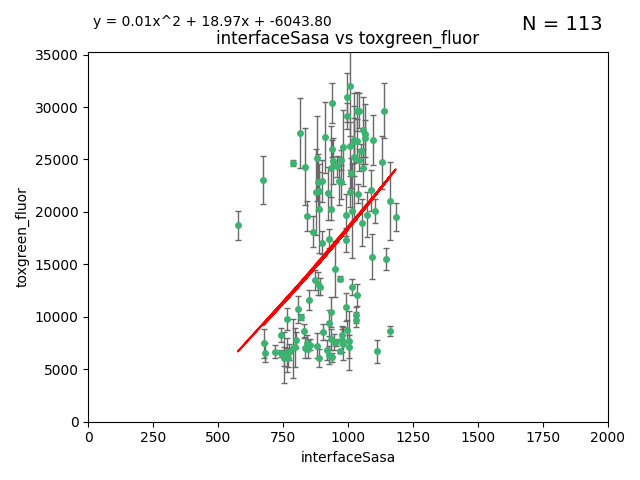 y = 0.01x^2 + 18.97x + -6043.80
N = 113
interfaceSasa vs toxgreen_fluor
35000
30000
25000
20000
15000
10000
5000
0
toxgreen_fluor
0 250 500 750 1000 1250 1500 1750 2000
interfaceSasa